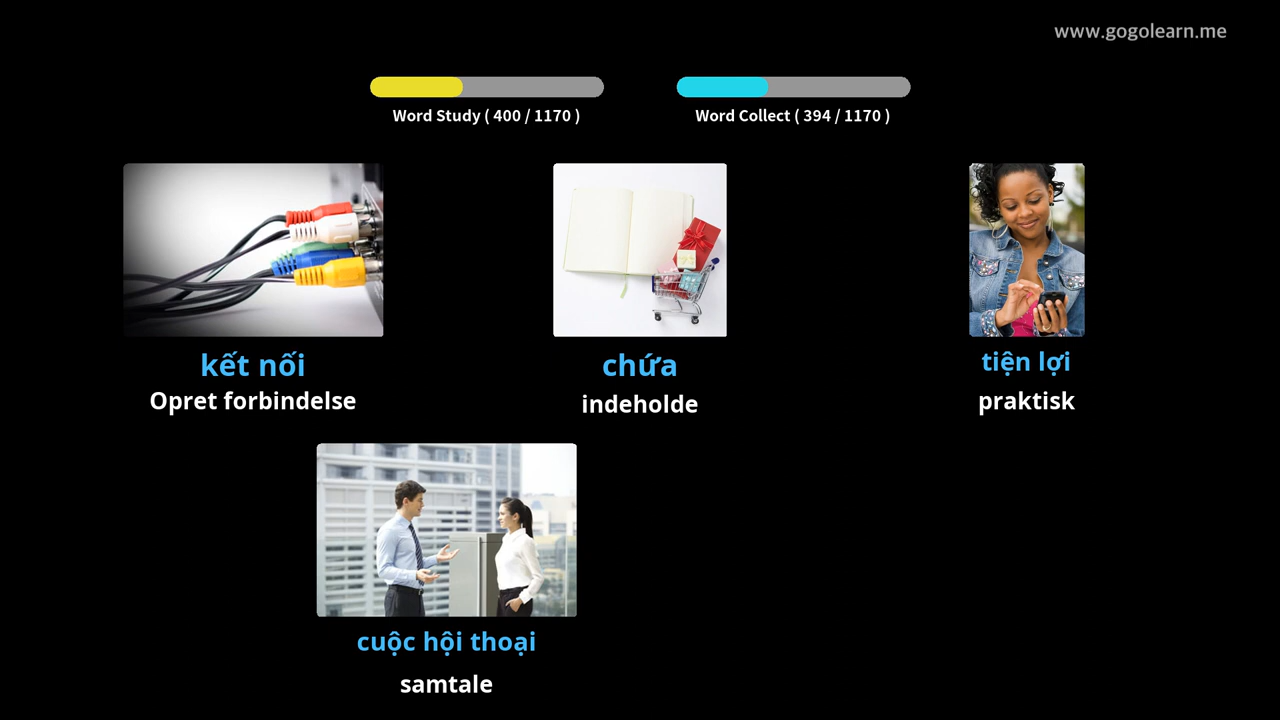 www.gogolearn.me
Word Study ( 400 / 1170 )
Word Collect ( 394 / 1170 )
kết nối
Opret forbindelse
chứa
indeholde
tiện lợi
praktisk
cuộc hội thoại
samtale